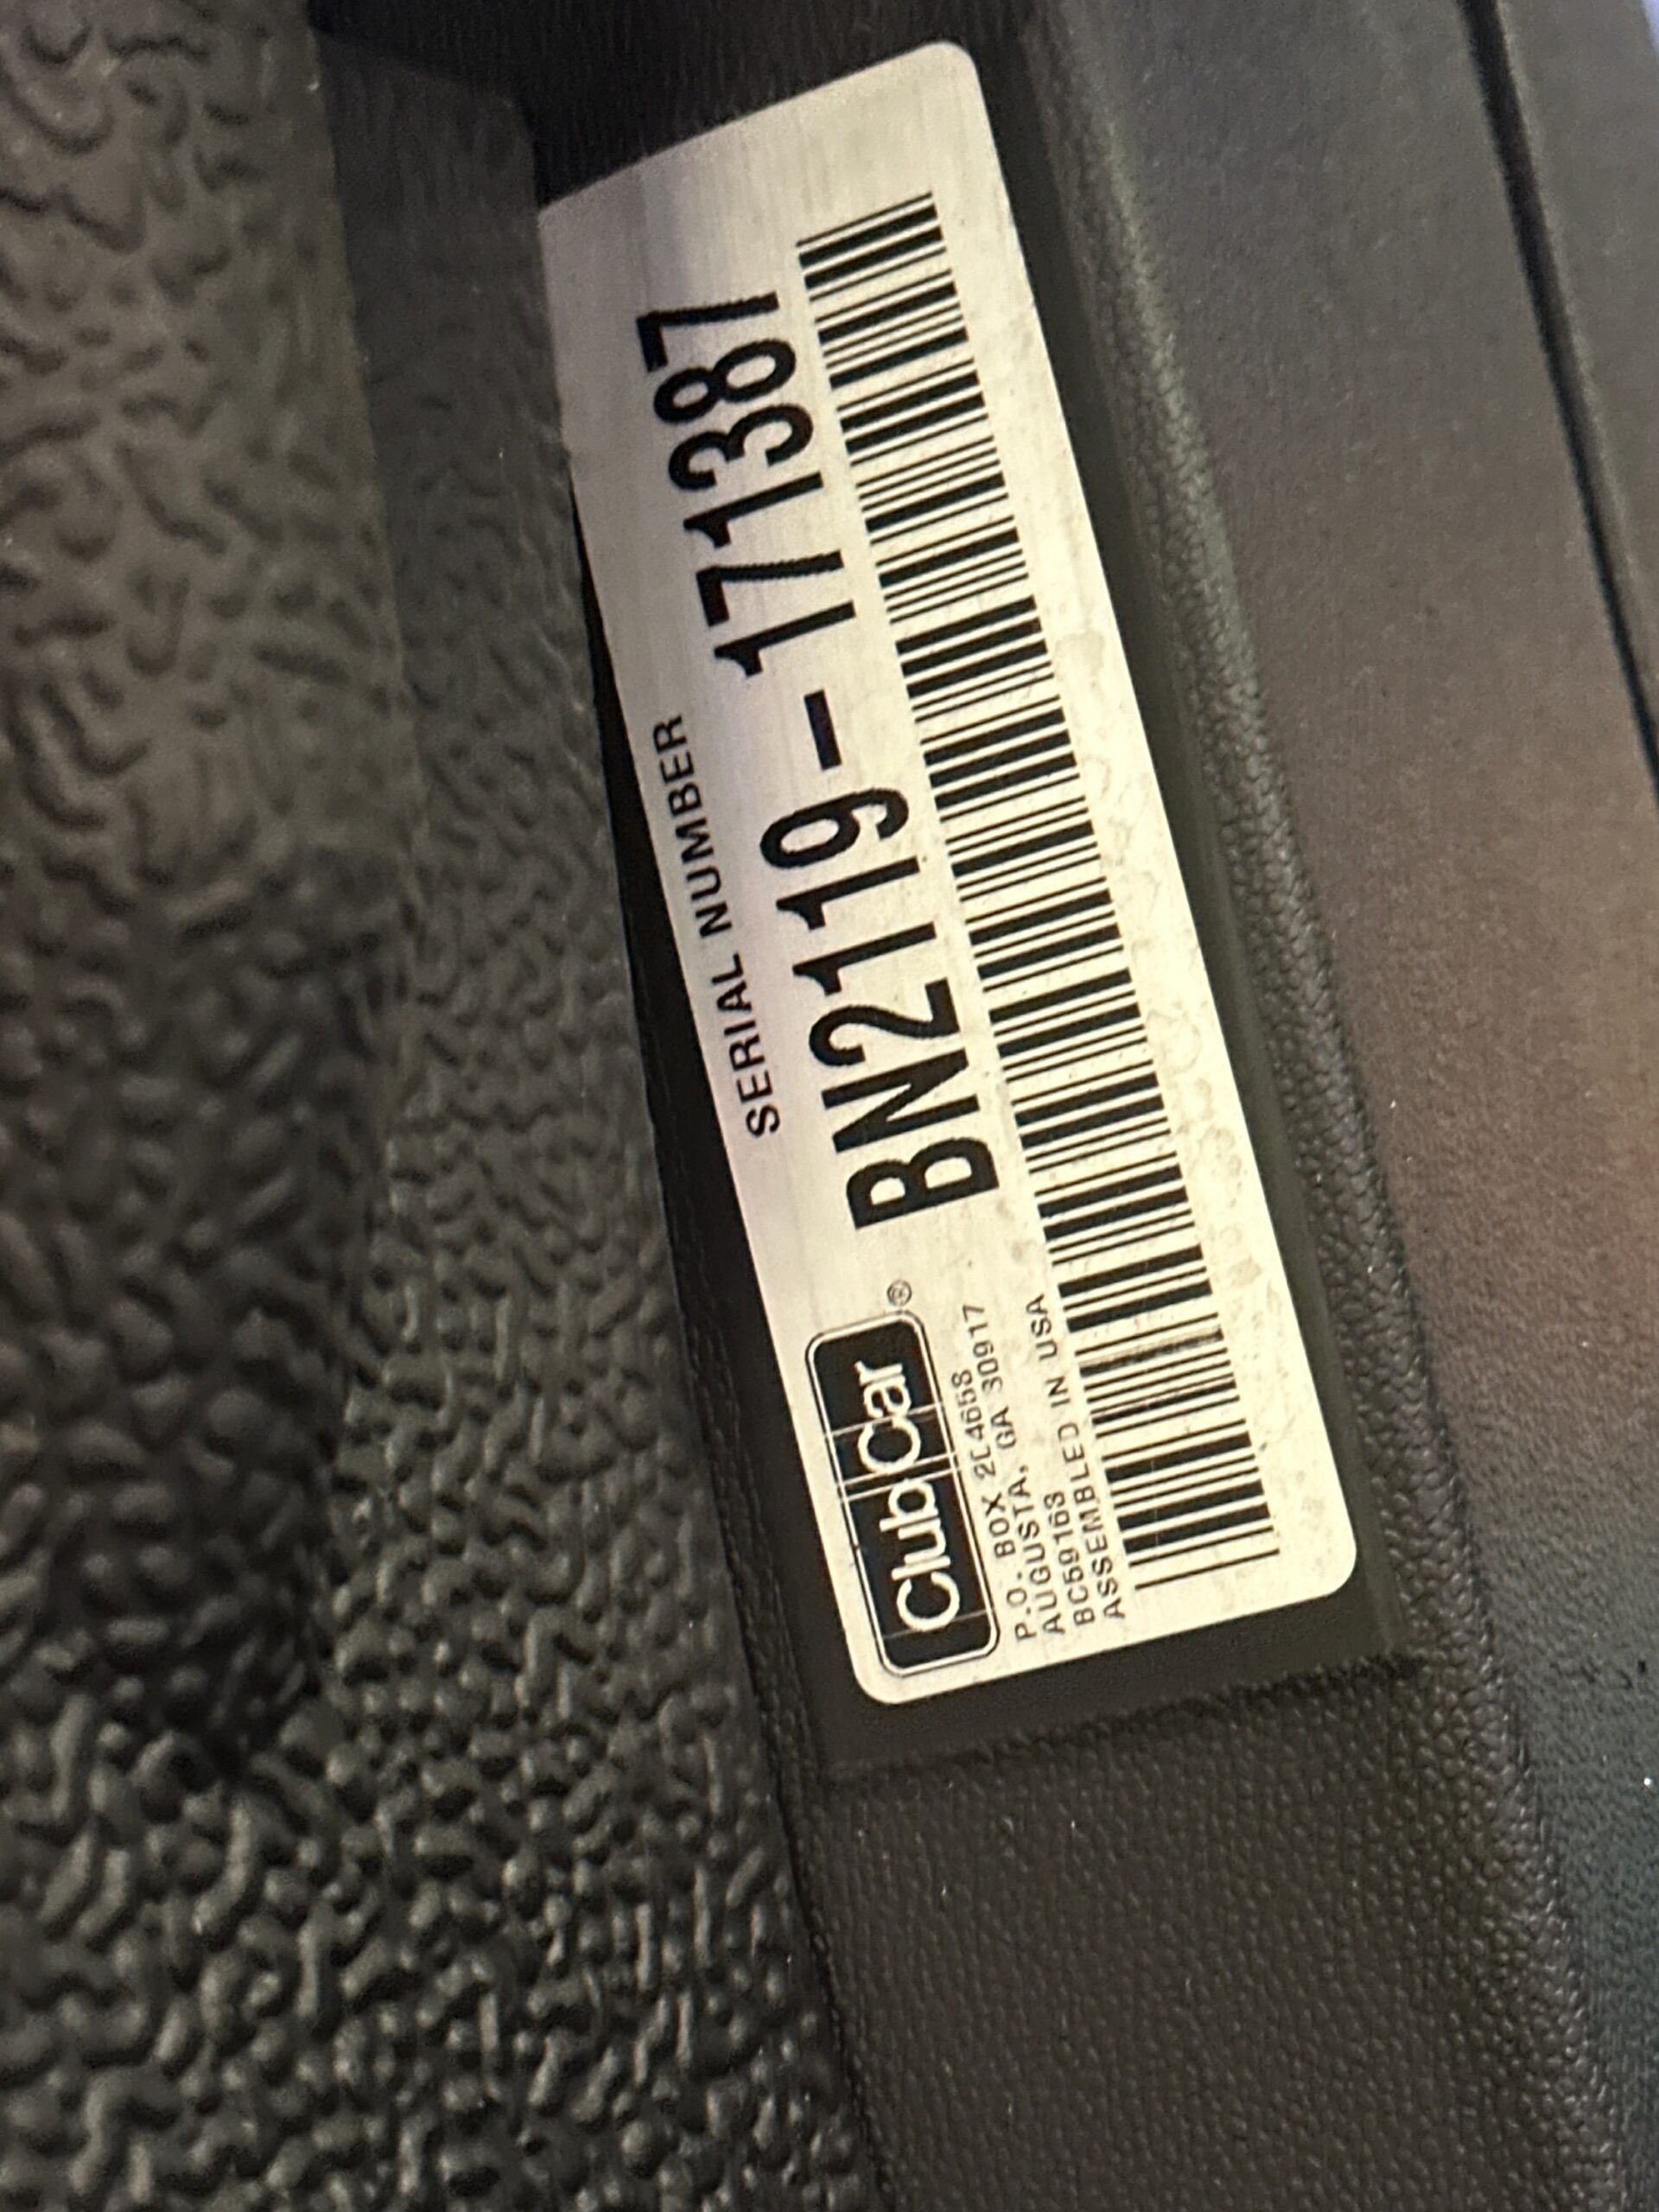 SERIAL NUMBER
BN2119-171387
ClubCar®
P.O. BOX 204658
AUGUSTA, GA 30917
BC59163
ASSEMBLED IN USA